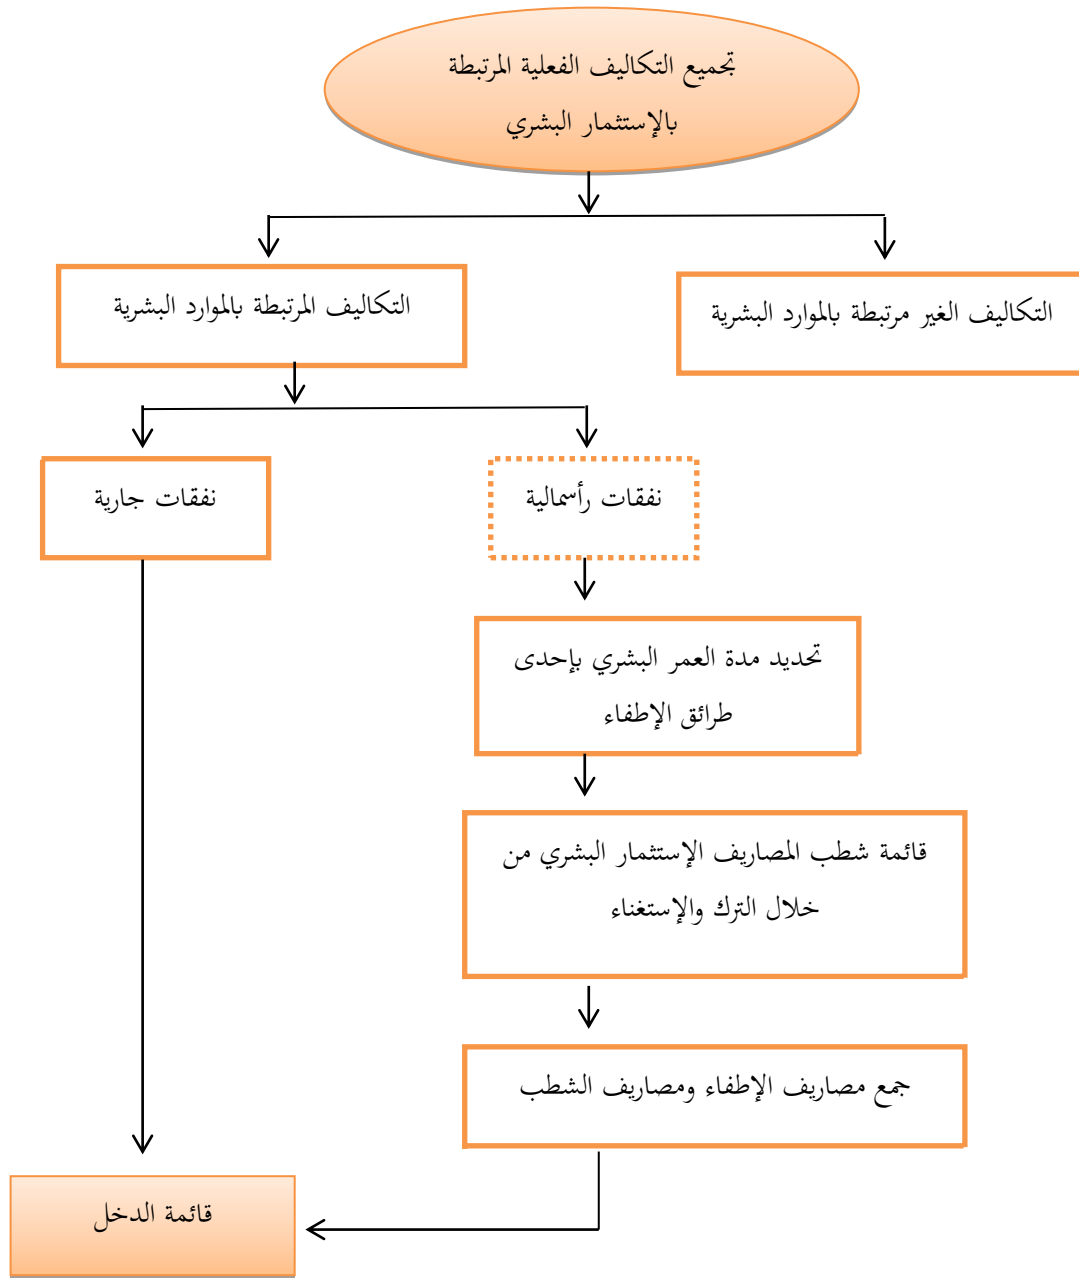 تجميع التكاليف الفعلية المرتبطة
بالإستثمار البشري
التكاليف الغير مرتبطة بالموارد البشرية
التكاليف المرتبطة بالموارد البشرية
نفقات رأسمالية
نفقات جارية
تحديد مدة العمر البشري بإحدى
طرائق الإطفاء
قائمة شطب المصاريف الإستثمار البشري من
خلال الترك والإستغناء
جمع مصاريف الإطفاء ومصاريف الشطب
قائمة الدخل